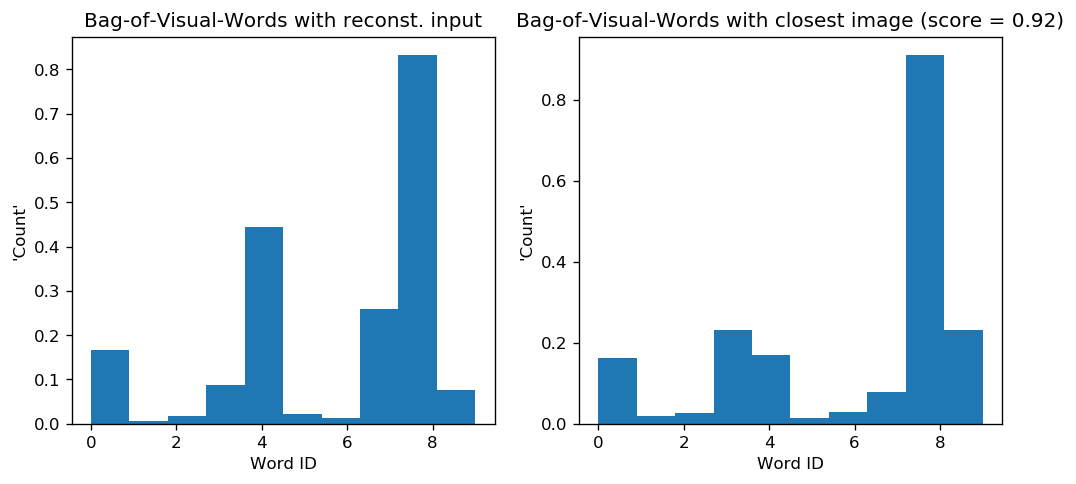 Bag-of-Visual-Words with reconst. input
0.8
0.7
0.6
0.5
0.4
0.3
0.2
0.1
0.0
'Count'
0 2 4 6 8
Word ID
Bag-of-Visual-Words with closest image (score = 0.92)
0.8
0.6
0.4
0.2
0.0
'Count'
0 2 4 6 8
Word ID